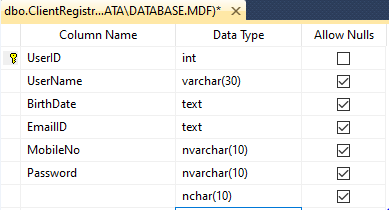 dbo.ClientRegistr...ATA\DATABASE.MDF)*
Column Name Data Type Allow Nulls
UserID int
UserName varchar(30)
BirthDate text
EmailID text
MobileNo nvarchar(10)
Password nvarchar(10)
nchar(10)